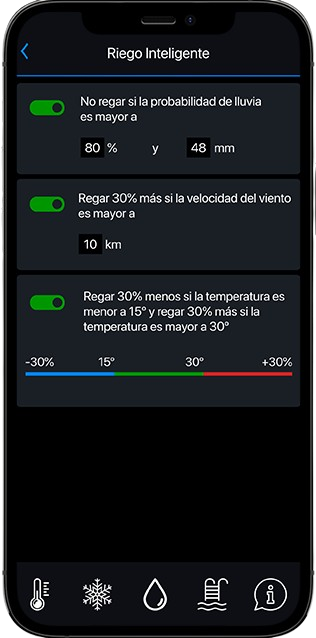 Riego Inteligente
No regar si la probabilidad de lluvia
es mayor a
80 % y 48 mm
Regar 30% más si la velocidad del viento
es mayor a
10 km
Regar 30% menos si la temperatura es
menor a 15° y regar 30% más si la
temperatura es mayor a 30°
-30% 15° 30° +30%